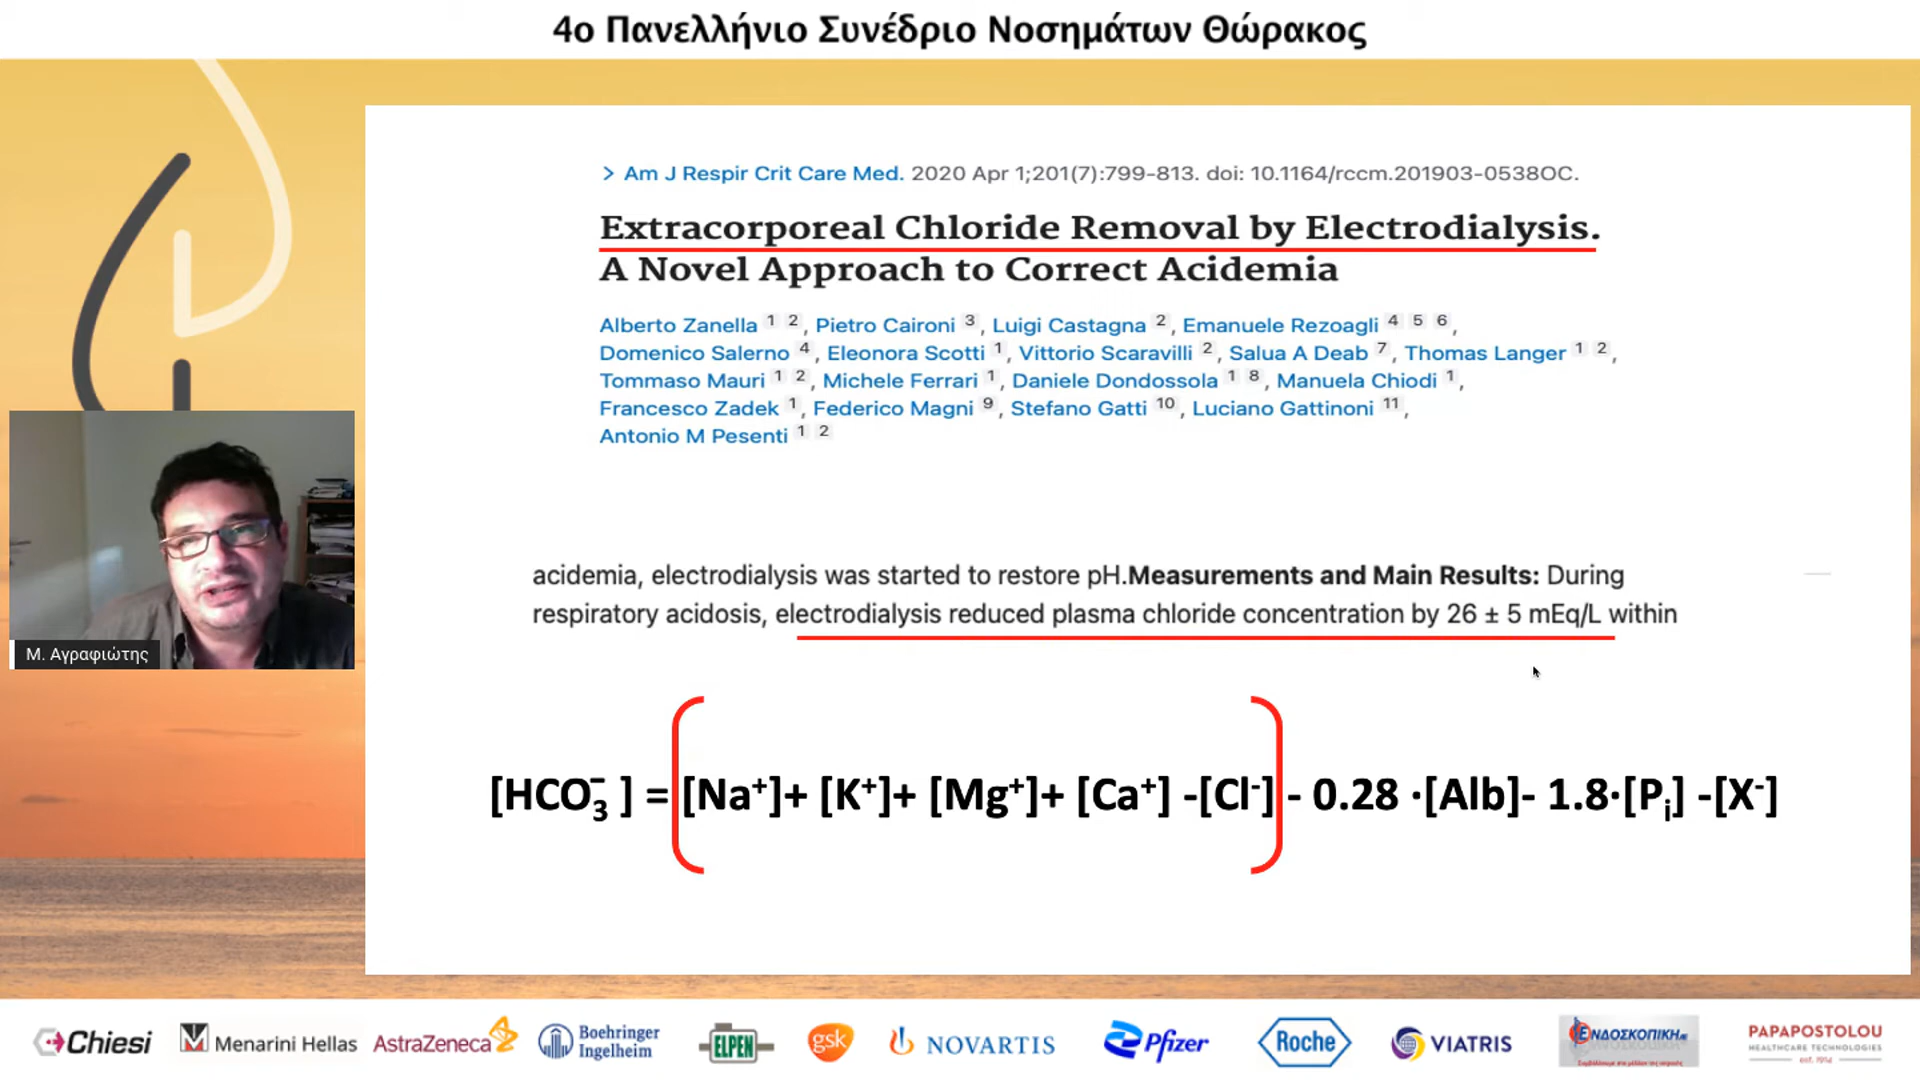 4ο Πανελλήνιο Συνέδριο Νοσημάτων Θώρακος
> Am J Respir Crit Care Med. 2020 Apr 1;201(7):799-813. doi: 10.1164/rccm.201903-0538OC.
Extracorporeal Chloride Removal by Electrodialysis.
A Novel Approach to Correct Acidemia
Alberto Zanella 1 2, Pietro Caironi 3, Luigi Castagna 2, Emanuele Rezoagli 4 5 6,
Domenico Salerno 4, Eleonora Scotti 1, Vittorio Scaravilli 2, Salua A Deab 7, Thomas Langer 1 2,
Tommaso Mauri 1 2, Michele Ferrari 1, Daniele Dondossola 1 8, Manuela Chiodi 1,
Francesco Zadek 1, Federico Magni 9, Stefano Gatti 10, Luciano Gattinoni 11,
Antonio M Pesenti 1 2
acidemia, electrodialysis was started to restore pH.Measurements and Main Results: During
respiratory acidosis, electrodialysis reduced plasma chloride concentration by 26 ± 5 mEq/L within
Μ. Αγραφιώτης
[HCO₃⁻ ] = [Na⁺]+ [K⁺]+ [Mg⁺]+ [Ca⁺] -[Cl⁻] - 0.28 ·[Alb]- 1.8·[Pᵢ] -[X⁻]
Chiesi
Menarini Hellas
AstraZeneca
Boehringer
Ingelheim
ELPEN
gsk
NOVARTIS
Pfizer
Roche
VIATRIS
ΕΝΔΟΣΚΟΠΙΚΗ
PAPAPOSTOLOU
HEALTHCARE TECHNOLOGIES